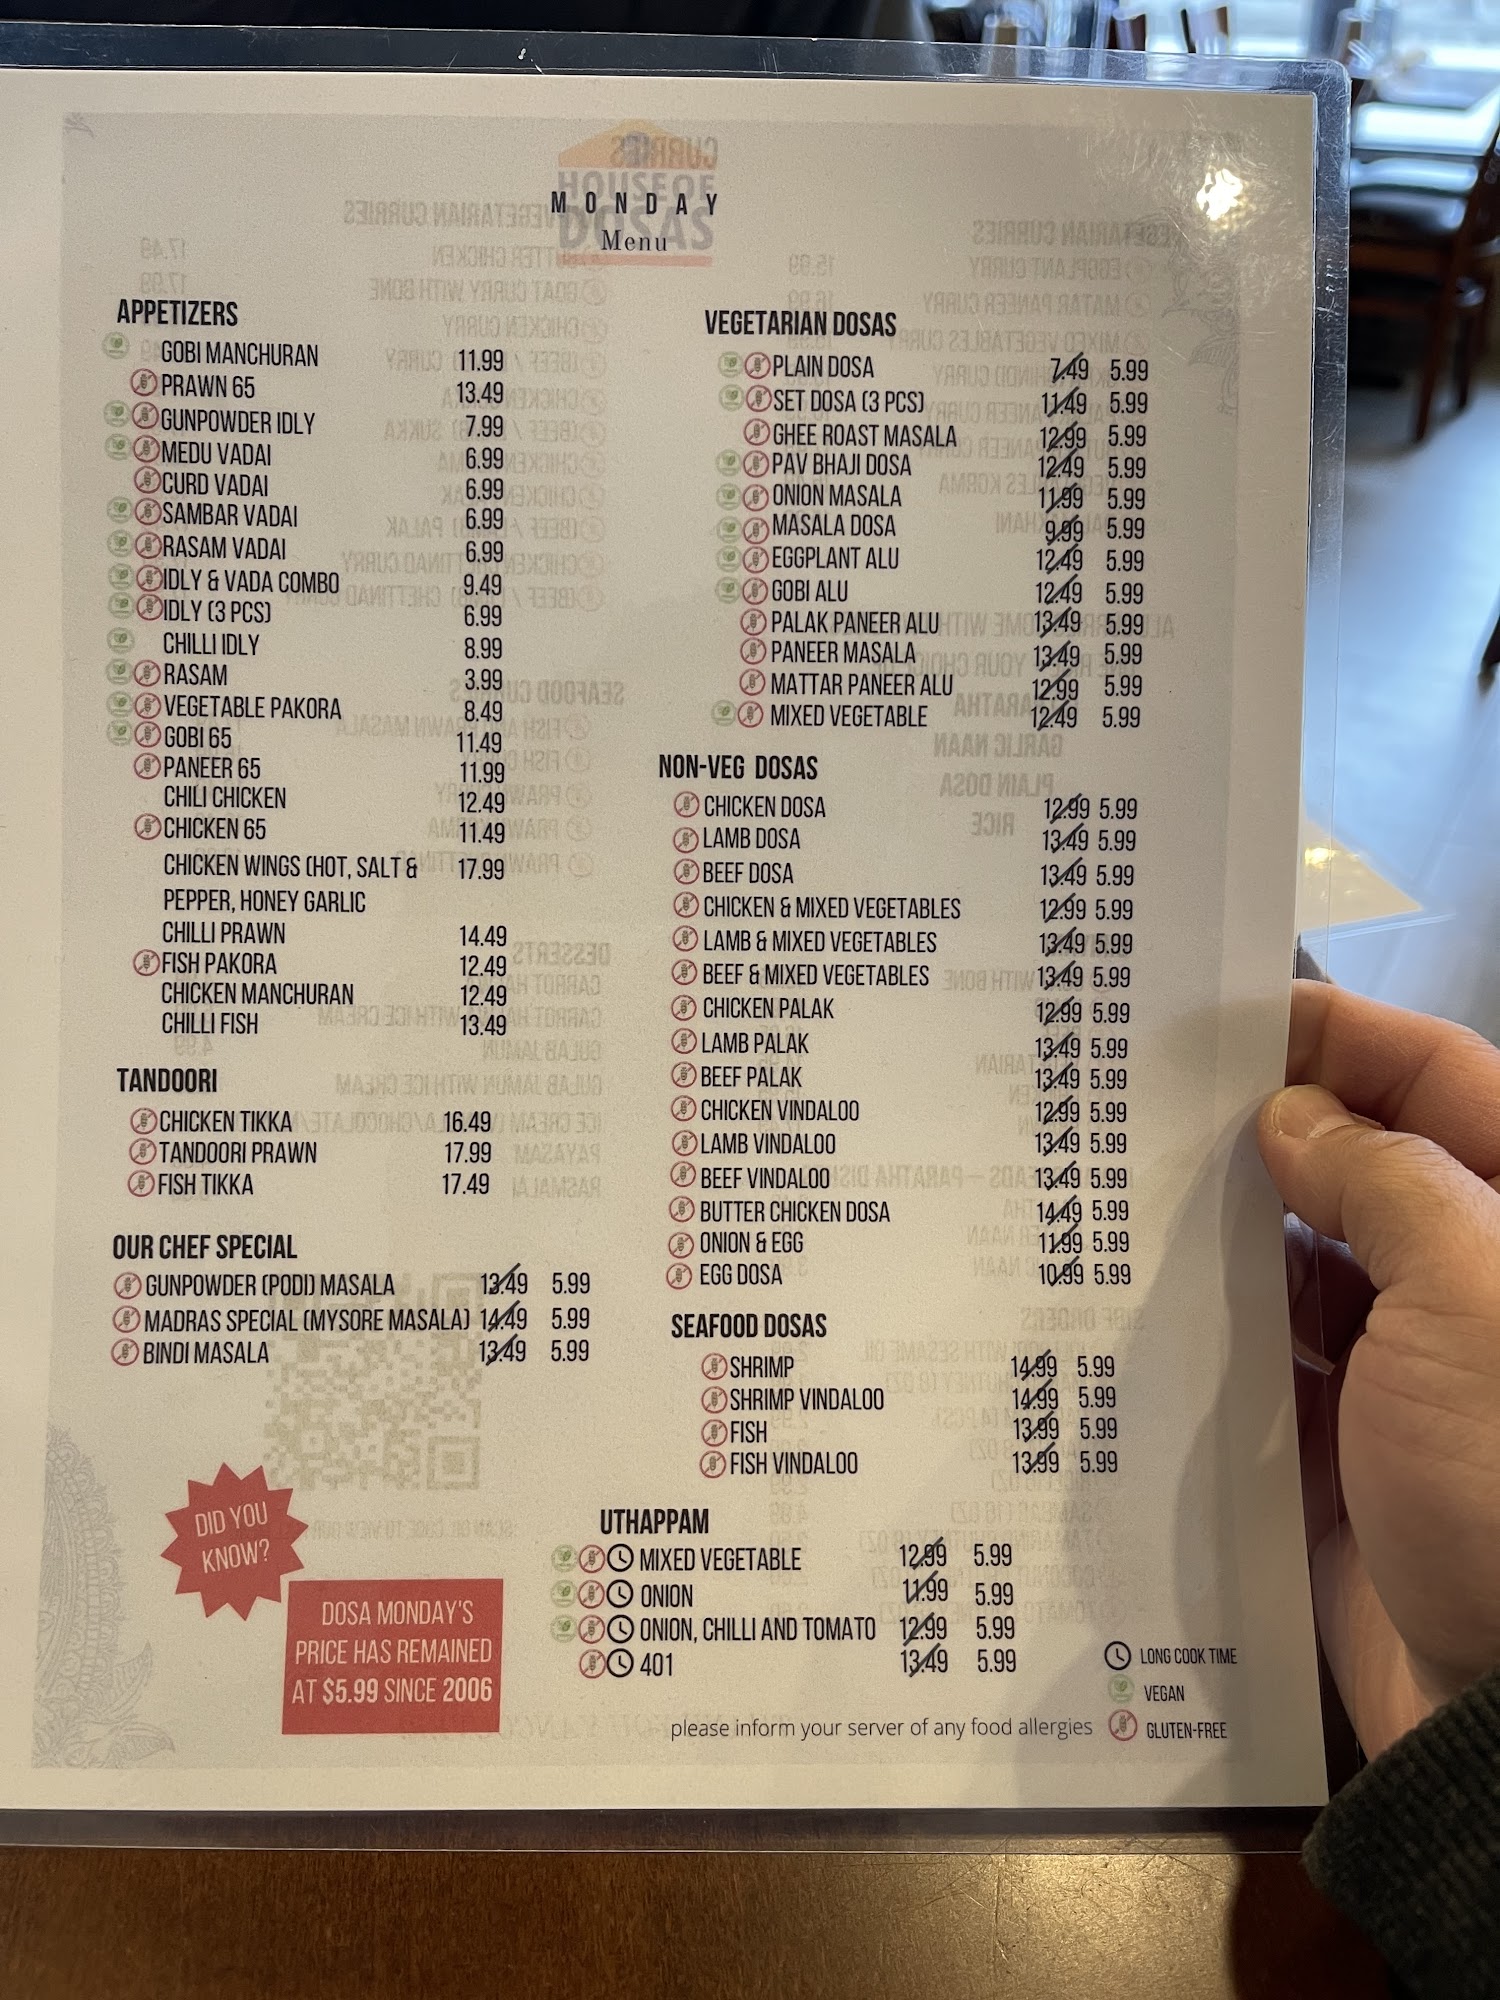 CURRIES
HOUSE OF
DOSAS
MONDAY
Menu
APPETIZERS
GOBI MANCHURAN 11.99
PRAWN 65 13.49
GUNPOWDER IDLY 7.99
MEDU VADAI 6.99
CURD VADAI 6.99
SAMBAR VADAI 6.99
RASAM VADAI 6.99
IDLY & VADA COMBO 9.49
IDLY (3 PCS) 6.99
CHILLI IDLY 8.99
RASAM 3.99
VEGETABLE PAKORA 8.49
GOBI 65 11.49
PANEER 65 11.99
CHILI CHICKEN 12.49
CHICKEN 65 11.49
CHICKEN WINGS (HOT, SALT & 17.99
PEPPER, HONEY GARLIC
CHILLI PRAWN 14.49
FISH PAKORA 12.49
CHICKEN MANCHURAN 12.49
CHILLI FISH 13.49
TANDOORI
CHICKEN TIKKA 16.49
TANDOORI PRAWN 17.99
FISH TIKKA 17.49
OUR CHEF SPECIAL
GUNPOWDER (PODI) MASALA 13.49 5.99
MADRAS SPECIAL (MYSORE MASALA) 14.49 5.99
BINDI MASALA 13.49 5.99
DID YOU
KNOW?
DOSA MONDAY'S
PRICE HAS REMAINED
AT $5.99 SINCE 2006
VEGETARIAN DOSAS
PLAIN DOSA 7.49 5.99
SET DOSA (3 PCS) 11.49 5.99
GHEE ROAST MASALA 12.99 5.99
PAV BHAJI DOSA 12.49 5.99
ONION MASALA 11.99 5.99
MASALA DOSA 9.99 5.99
EGGPLANT ALU 12.49 5.99
GOBI ALU 12.49 5.99
PALAK PANEER ALU 13.49 5.99
PANEER MASALA 13.49 5.99
MATTAR PANEER ALU 12.99 5.99
MIXED VEGETABLE 12.49 5.99
NON-VEG DOSAS
CHICKEN DOSA 12.99 5.99
LAMB DOSA 13.49 5.99
BEEF DOSA 13.49 5.99
CHICKEN & MIXED VEGETABLES 12.99 5.99
LAMB & MIXED VEGETABLES 13.49 5.99
BEEF & MIXED VEGETABLES 13.49 5.99
CHICKEN PALAK 12.99 5.99
LAMB PALAK 13.49 5.99
BEEF PALAK 13.49 5.99
CHICKEN VINDALOO 12.99 5.99
LAMB VINDALOO 13.49 5.99
BEEF VINDALOO 13.49 5.99
BUTTER CHICKEN DOSA 14.49 5.99
ONION & EGG 11.99 5.99
EGG DOSA 10.99 5.99
SEAFOOD DOSAS
SHRIMP 14.99 5.99
SHRIMP VINDALOO 14.99 5.99
FISH 13.99 5.99
FISH VINDALOO 13.99 5.99
UTHAPPAM
MIXED VEGETABLE 12.99 5.99
ONION 11.99 5.99
ONION, CHILLI AND TOMATO 12.99 5.99
401 13.49 5.99
LONG COOK TIME
VEGAN
GLUTEN-FREE
please inform your server of any food allergies